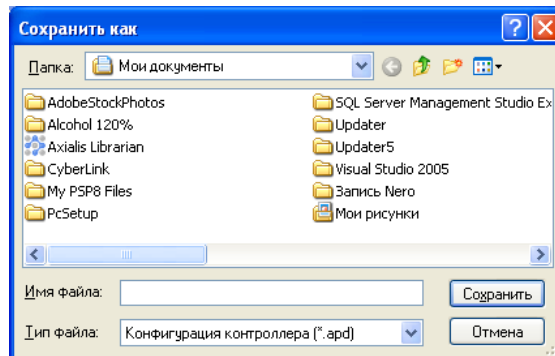 Сохранить как
Папка: Мои документы
AdobeStockPhotos
Alcohol 120%
Axialis Librarian
CyberLink
My PSP8 Files
PcSetup
SQL Server Management Studio Ex
Updater
Updater5
Visual Studio 2005
Запись Nero
Мои рисунки
Имя файла:
Сохранить
Тип файла: Конфигурация контроллера (*.apd)
Отмена